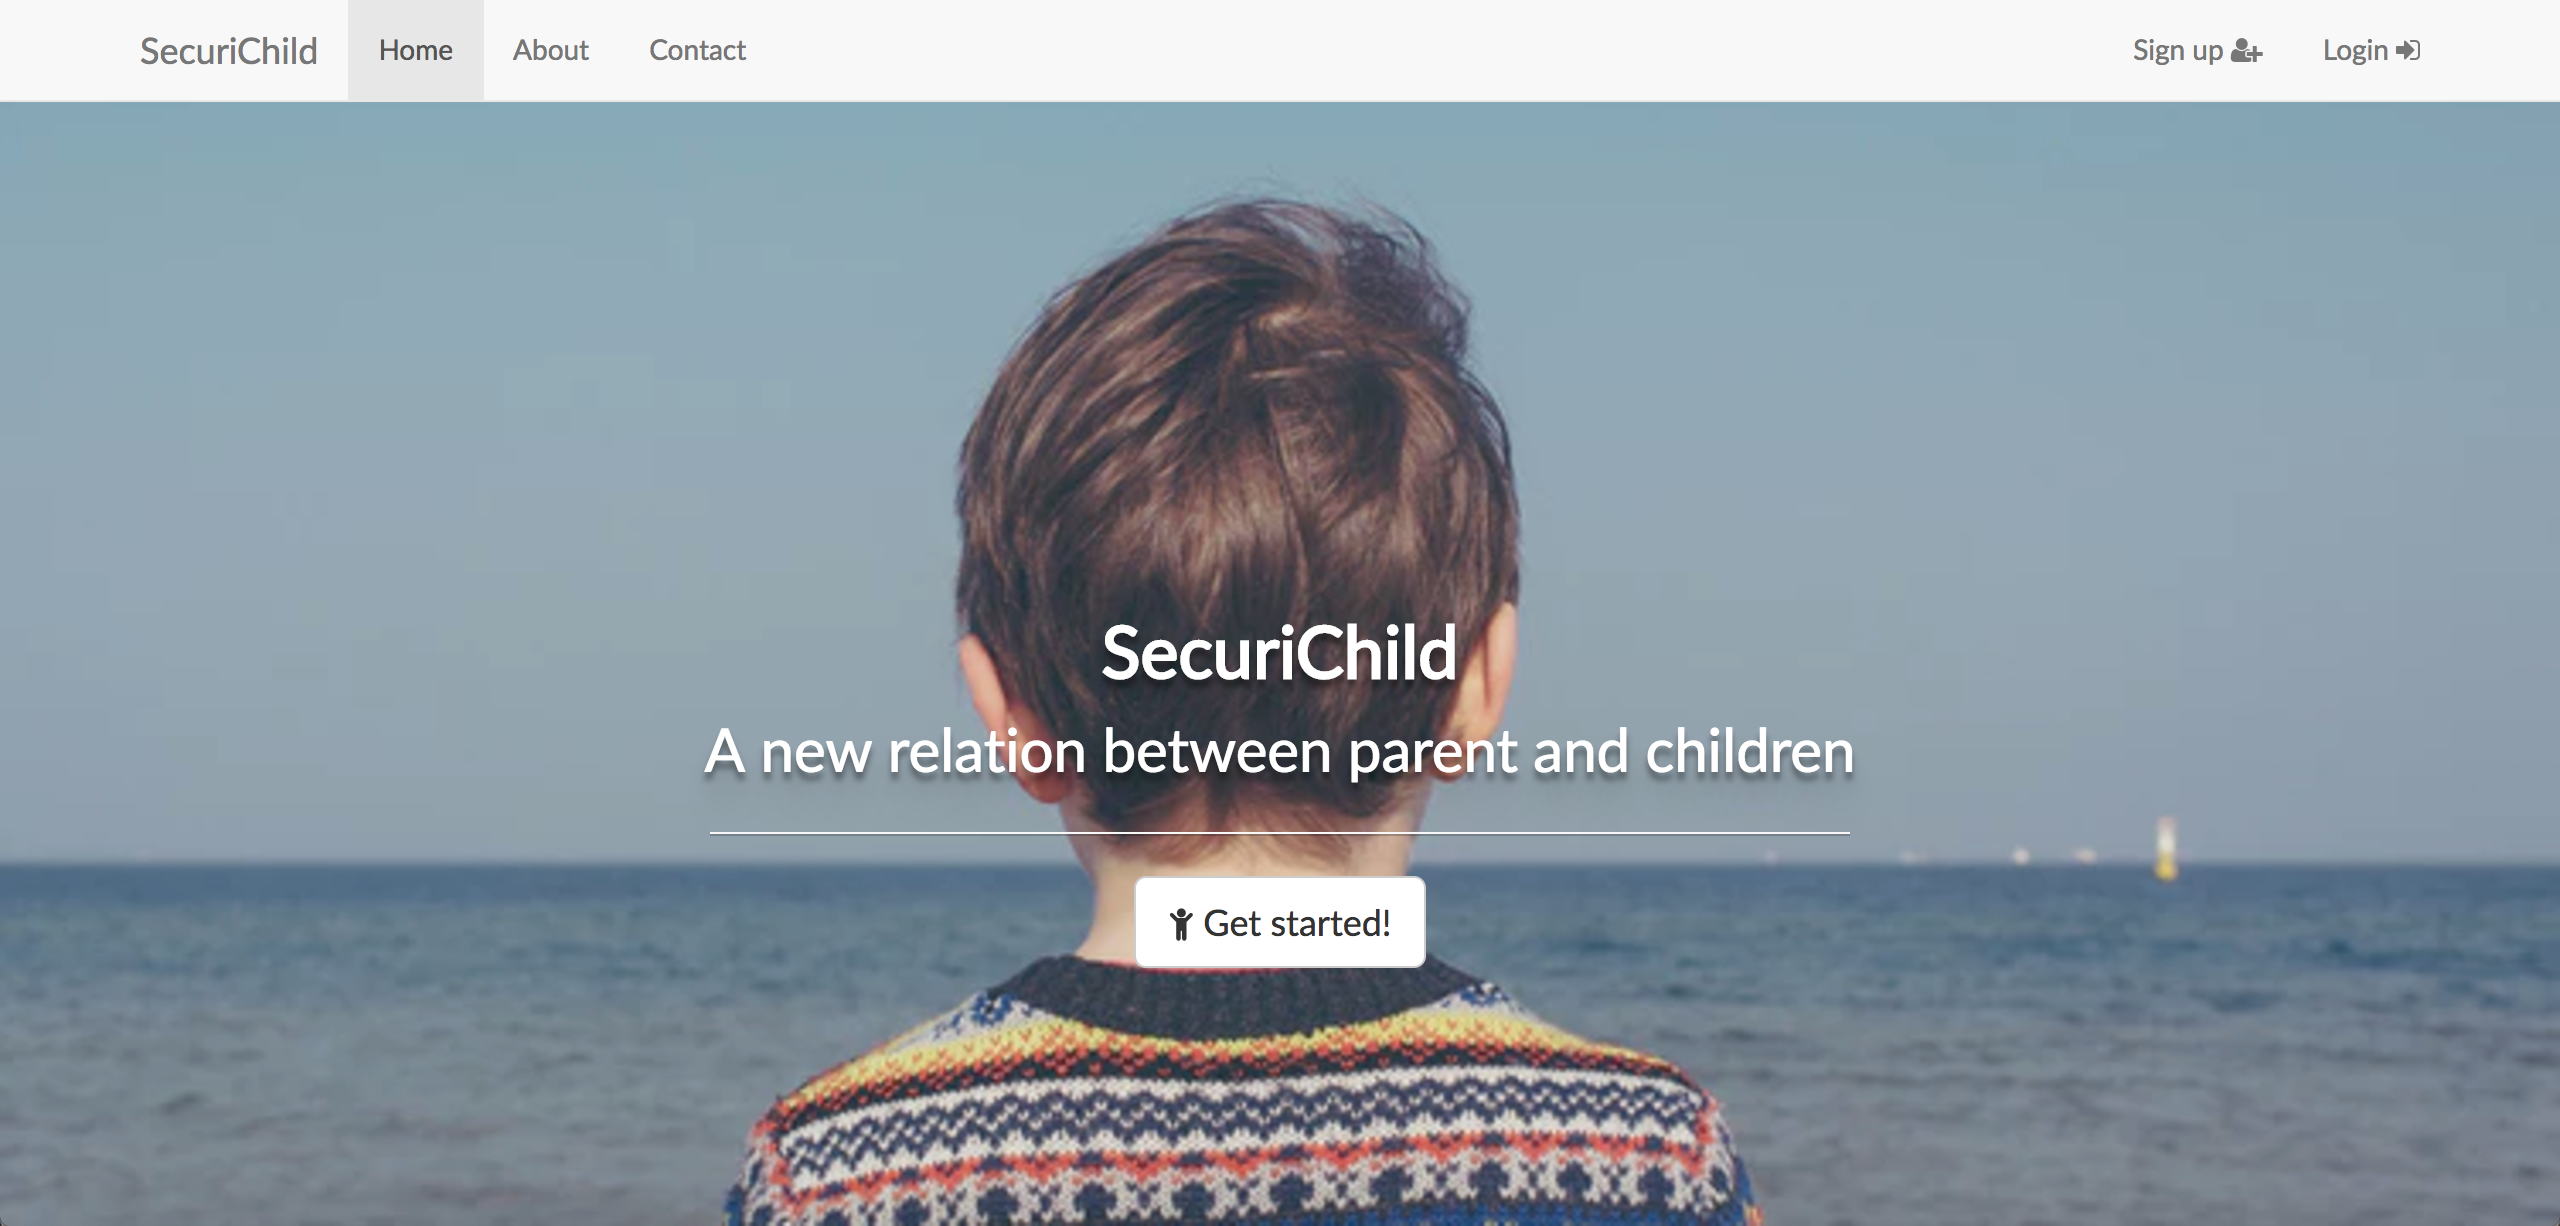 SecuriChild
Home
About
Contact
Sign up
Login
SecuriChild
A new relation between parent and children
Get started!